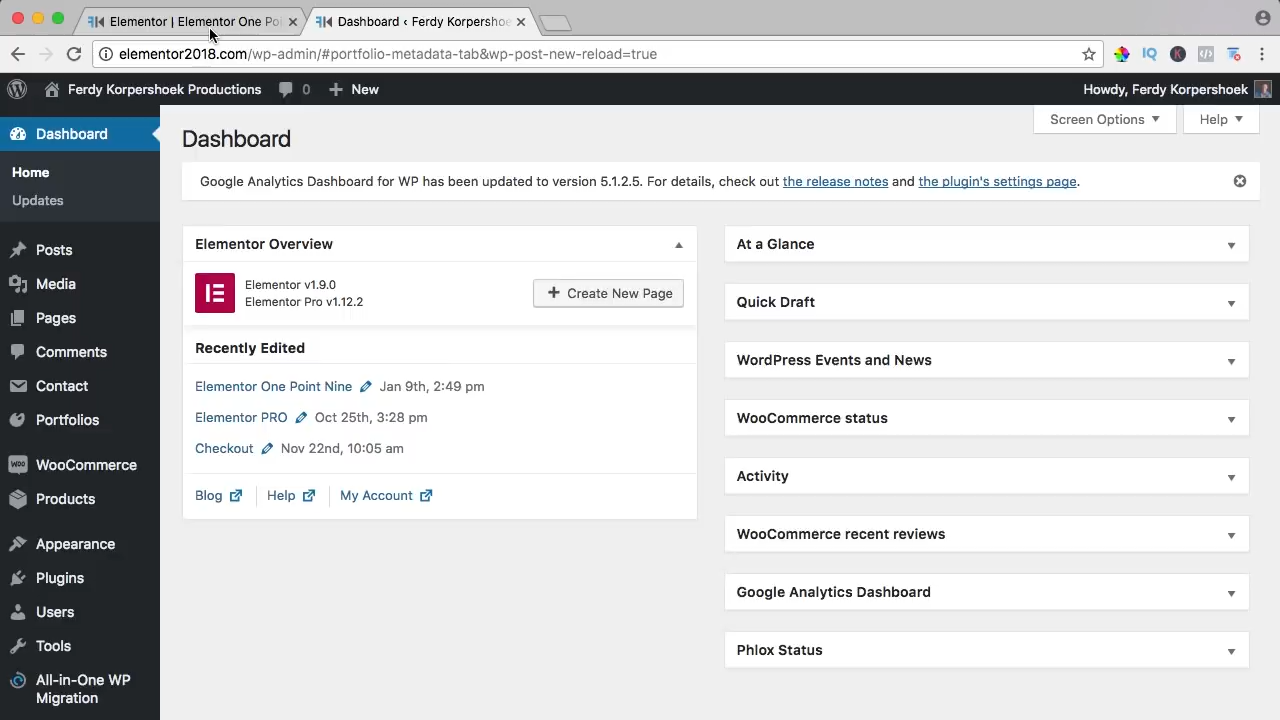 Elementor | Elementor One Poi
Dashboard ‹ Ferdy Korpershoe
elementor2018.com/wp-admin/#portfolio-metadata-tab&wp-post-new-reload=true
Ferdy Korpershoek Productions 0 New Howdy, Ferdy Korpershoek
Screen Options Help
Dashboard
Home
Updates
Posts
Media
Pages
Comments
Contact
Portfolios
WooCommerce
Products
Appearance
Plugins
Users
Tools
All-in-One WP
Migration
Dashboard
Google Analytics Dashboard for WP has been updated to version 5.1.2.5. For details, check out the release notes and the plugin's settings page.
Elementor Overview
Elementor v1.9.0
Elementor Pro v1.12.2
Create New Page
Recently Edited
Elementor One Point Nine Jan 9th, 2:49 pm
Elementor PRO Oct 25th, 3:28 pm
Checkout Nov 22nd, 10:05 am
Blog Help My Account
At a Glance
Quick Draft
WordPress Events and News
WooCommerce status
Activity
WooCommerce recent reviews
Google Analytics Dashboard
Phlox Status